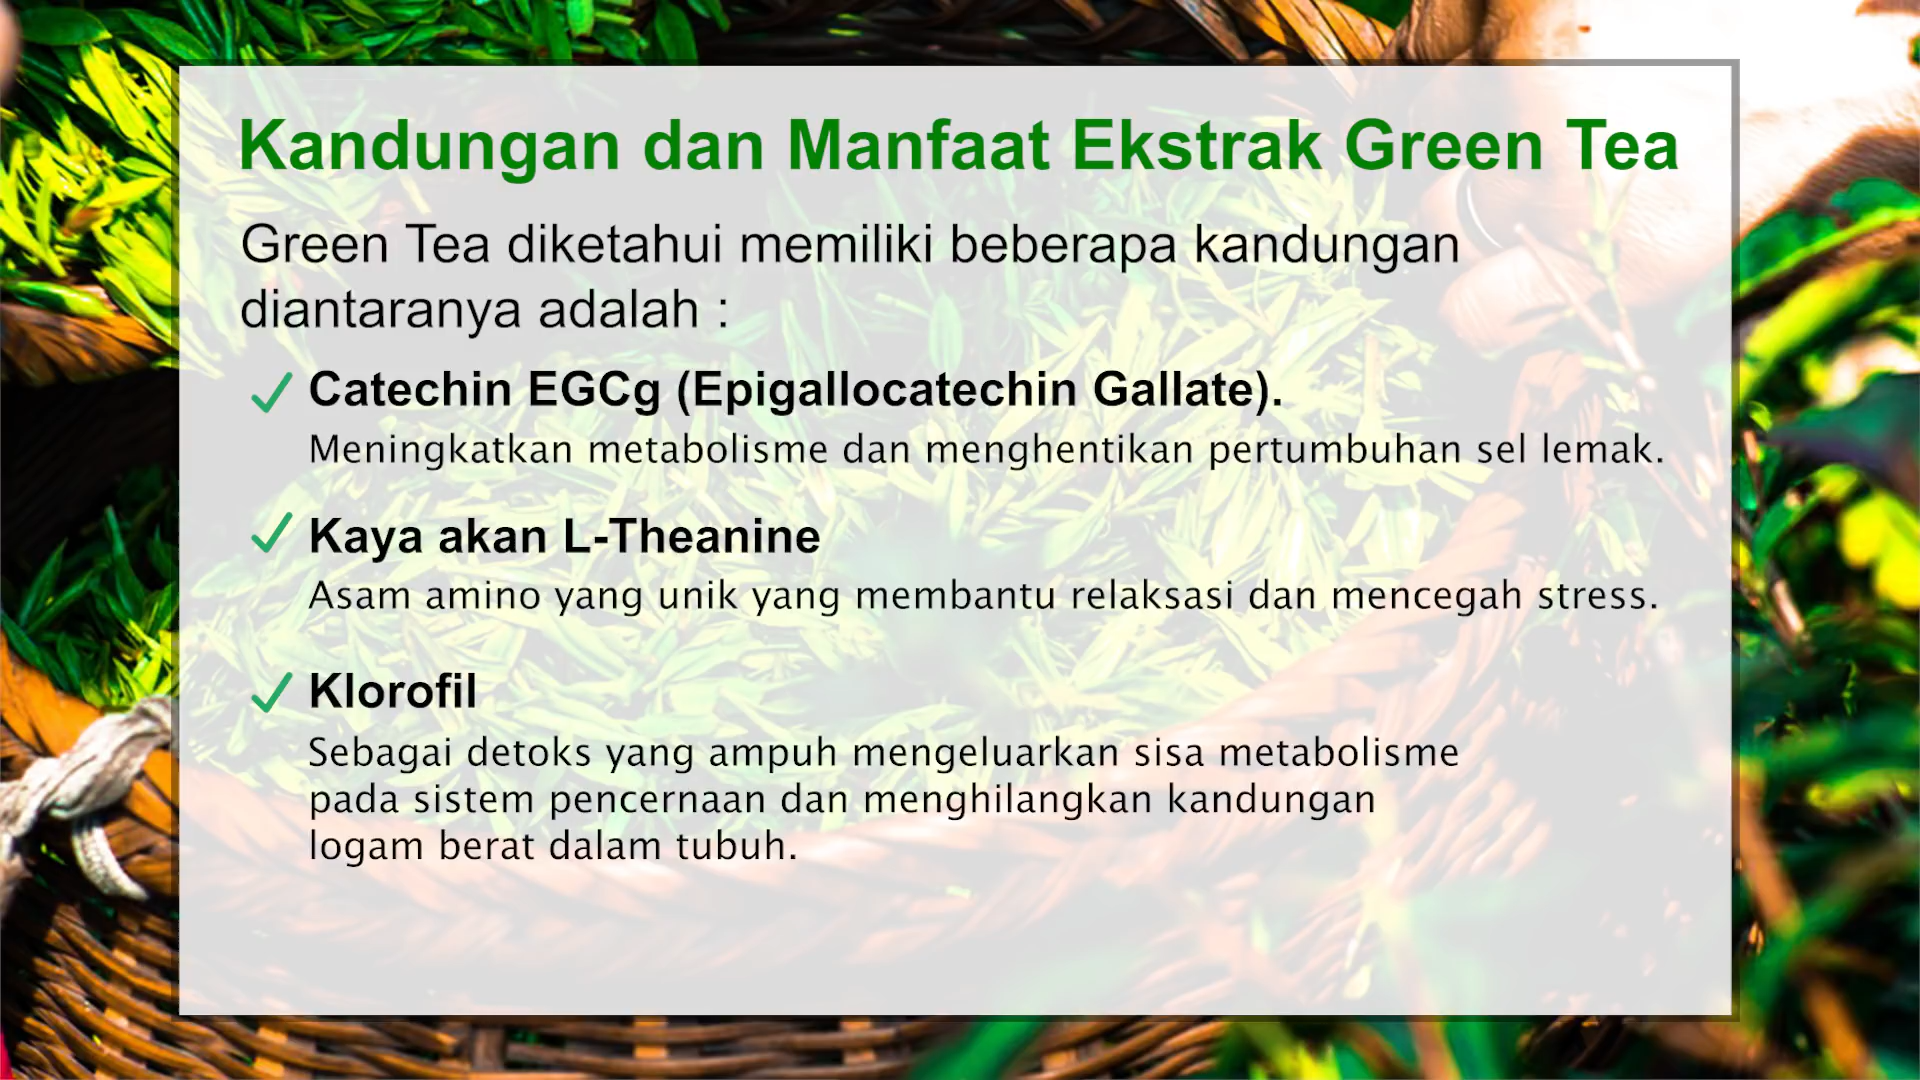 Kandungan dan Manfaat Ekstrak Green Tea
Green Tea diketahui memiliki beberapa kandungan
diantaranya adalah :
Catechin EGCg (Epigallocatechin Gallate).
Meningkatkan metabolisme dan menghentikan pertumbuhan sel lemak.
Kaya akan L-Theanine
Asam amino yang unik yang membantu relaksasi dan mencegah stress.
Klorofil
Sebagai detoks yang ampuh mengeluarkan sisa metabolisme
pada sistem pencernaan dan menghilangkan kandungan
logam berat dalam tubuh.